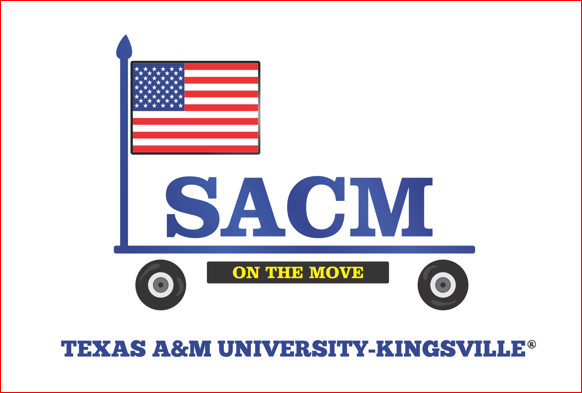 SACM
ON THE MOVE
TEXAS A&M UNIVERSITY-KINGSVILLE®